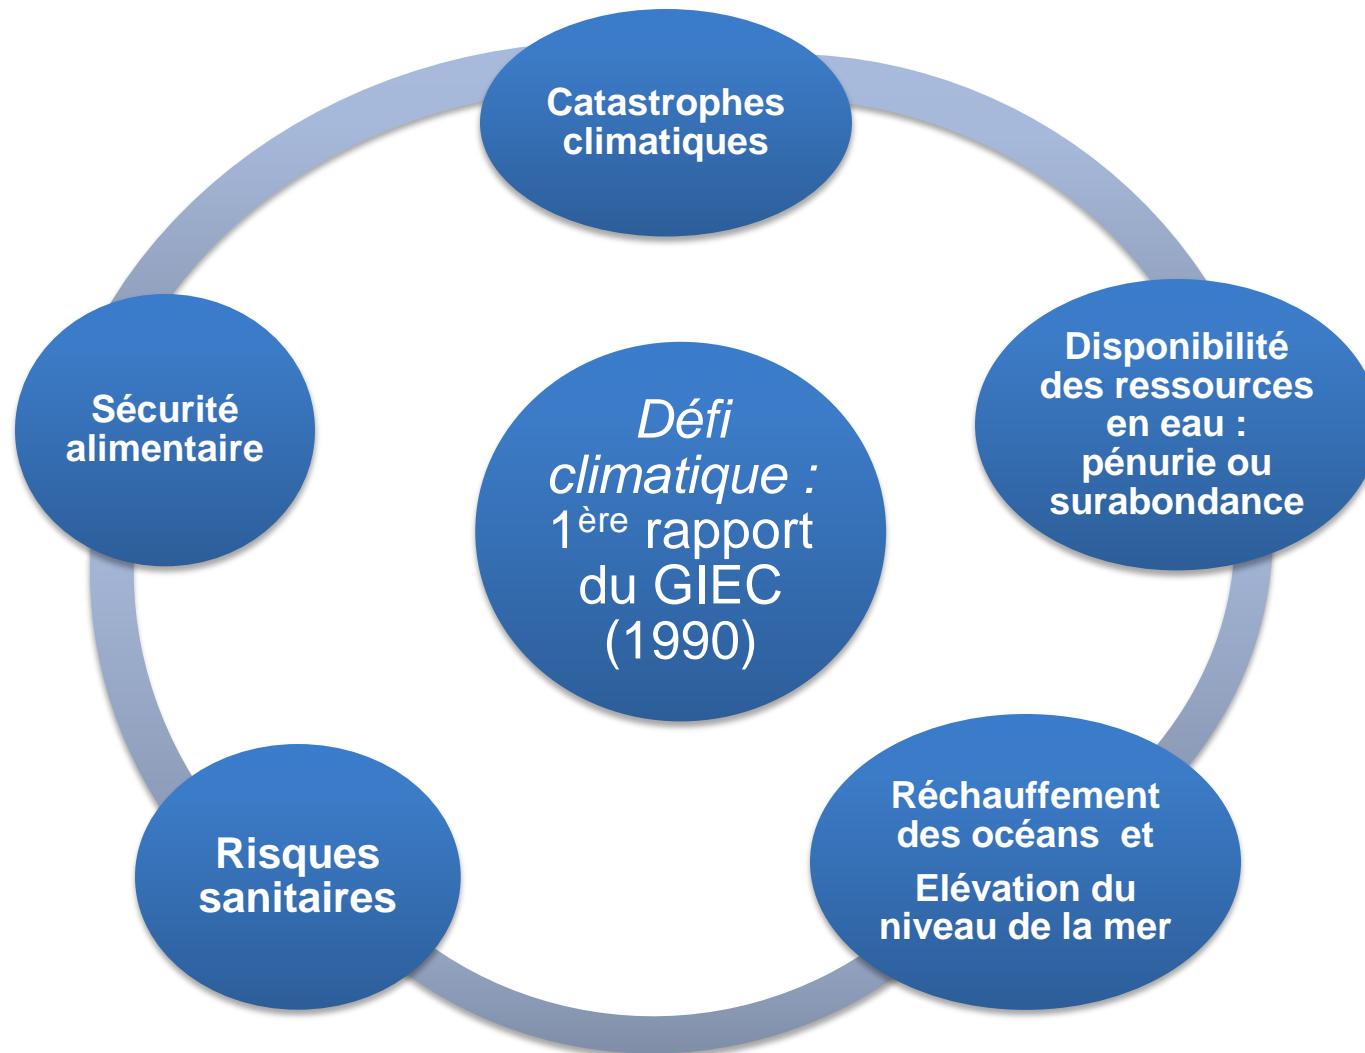 Catastrophes
climatiques
Disponibilité
des ressources
en eau :
pénurie ou
surabondance
Sécurité
alimentaire
Défi
climatique :
1ère rapport
du GIEC
(1990)
Réchauffement
des océans  et
Elévation du
niveau de la mer
Risques
sanitaires